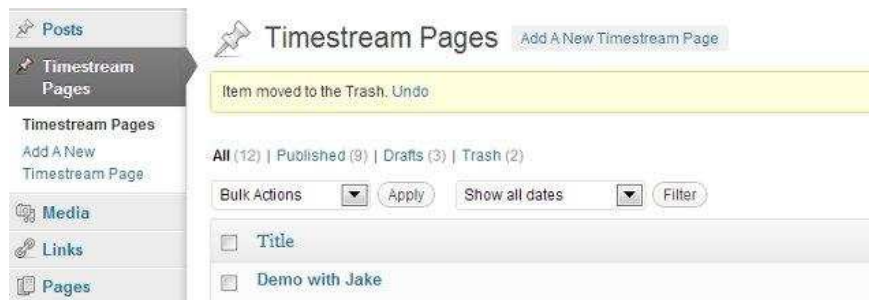 Posts
Timestream
Pages
Timestream Pages
Add A New
Timestream Page
Media
Links
Pages
Timestream Pages Add A New Timestream Page
Item moved to the Trash. Undo
All (12) | Published (9) | Drafts (3) | Trash (2)
Bulk Actions Apply Show all dates Filter
Title
Demo with Jake